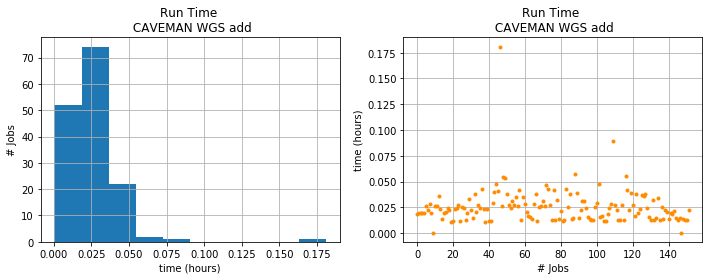 Run Time
CAVEMAN WGS add
70
60
50
40
30
20
10
0
# Jobs
0.000 0.025 0.050 0.075 0.100 0.125 0.150 0.175
time (hours)
Run Time
CAVEMAN WGS add
0.175
0.150
0.125
0.100
0.075
0.050
0.025
0.000
time (hours)
0 20 40 60 80 100 120 140
# Jobs